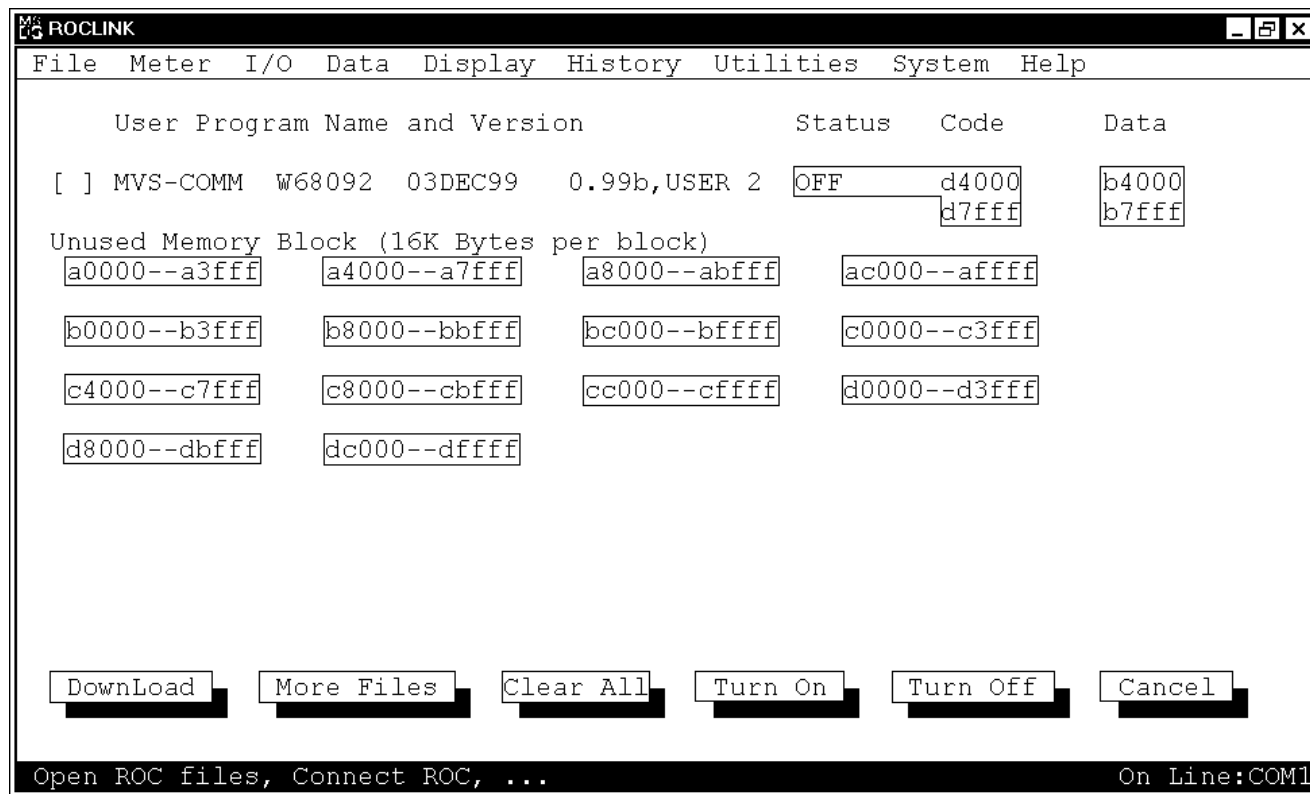 ROCLINK
File Meter I/O Data Display History Utilities System Help
User Program Name and Version Status Code Data
[ ] MVS-COMM W68092 03DEC99 0.99b,USER 2 OFF d4000 b4000
d7fff b7fff
Unused Memory Block (16K Bytes per block)
a0000--a3fff a4000--a7fff a8000--abfff ac000--affff
b0000--b3fff b8000--bbfff bc000--bffff c0000--c3fff
c4000--c7fff c8000--cbfff cc000--cffff d0000--d3fff
d8000--dbfff dc000--dffff
DownLoad More Files Clear All Turn On Turn Off Cancel
Open ROC files, Connect ROC, ... On Line:COM1